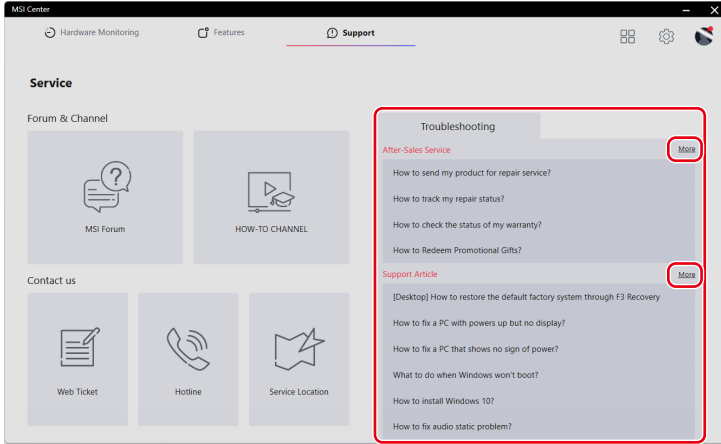 MSI Center
Hardware Monitoring
Features
Support
Service
Forum & Channel
MSI Forum
HOW-TO CHANNEL
Contact us
Web Ticket
Hotline
Service Location
Troubleshooting
After-Sales Service
More
How to send my product for repair service?
How to track my repair status?
How to check the status of my warranty?
How to Redeem Promotional Gifts?
Support Article
More
[Desktop] How to restore the default factory system through F3 Recovery
How to fix a PC with powers up but no display?
How to fix a PC that shows no sign of power?
What to do when Windows won't boot?
How to install Windows 10?
How to fix audio static problem?